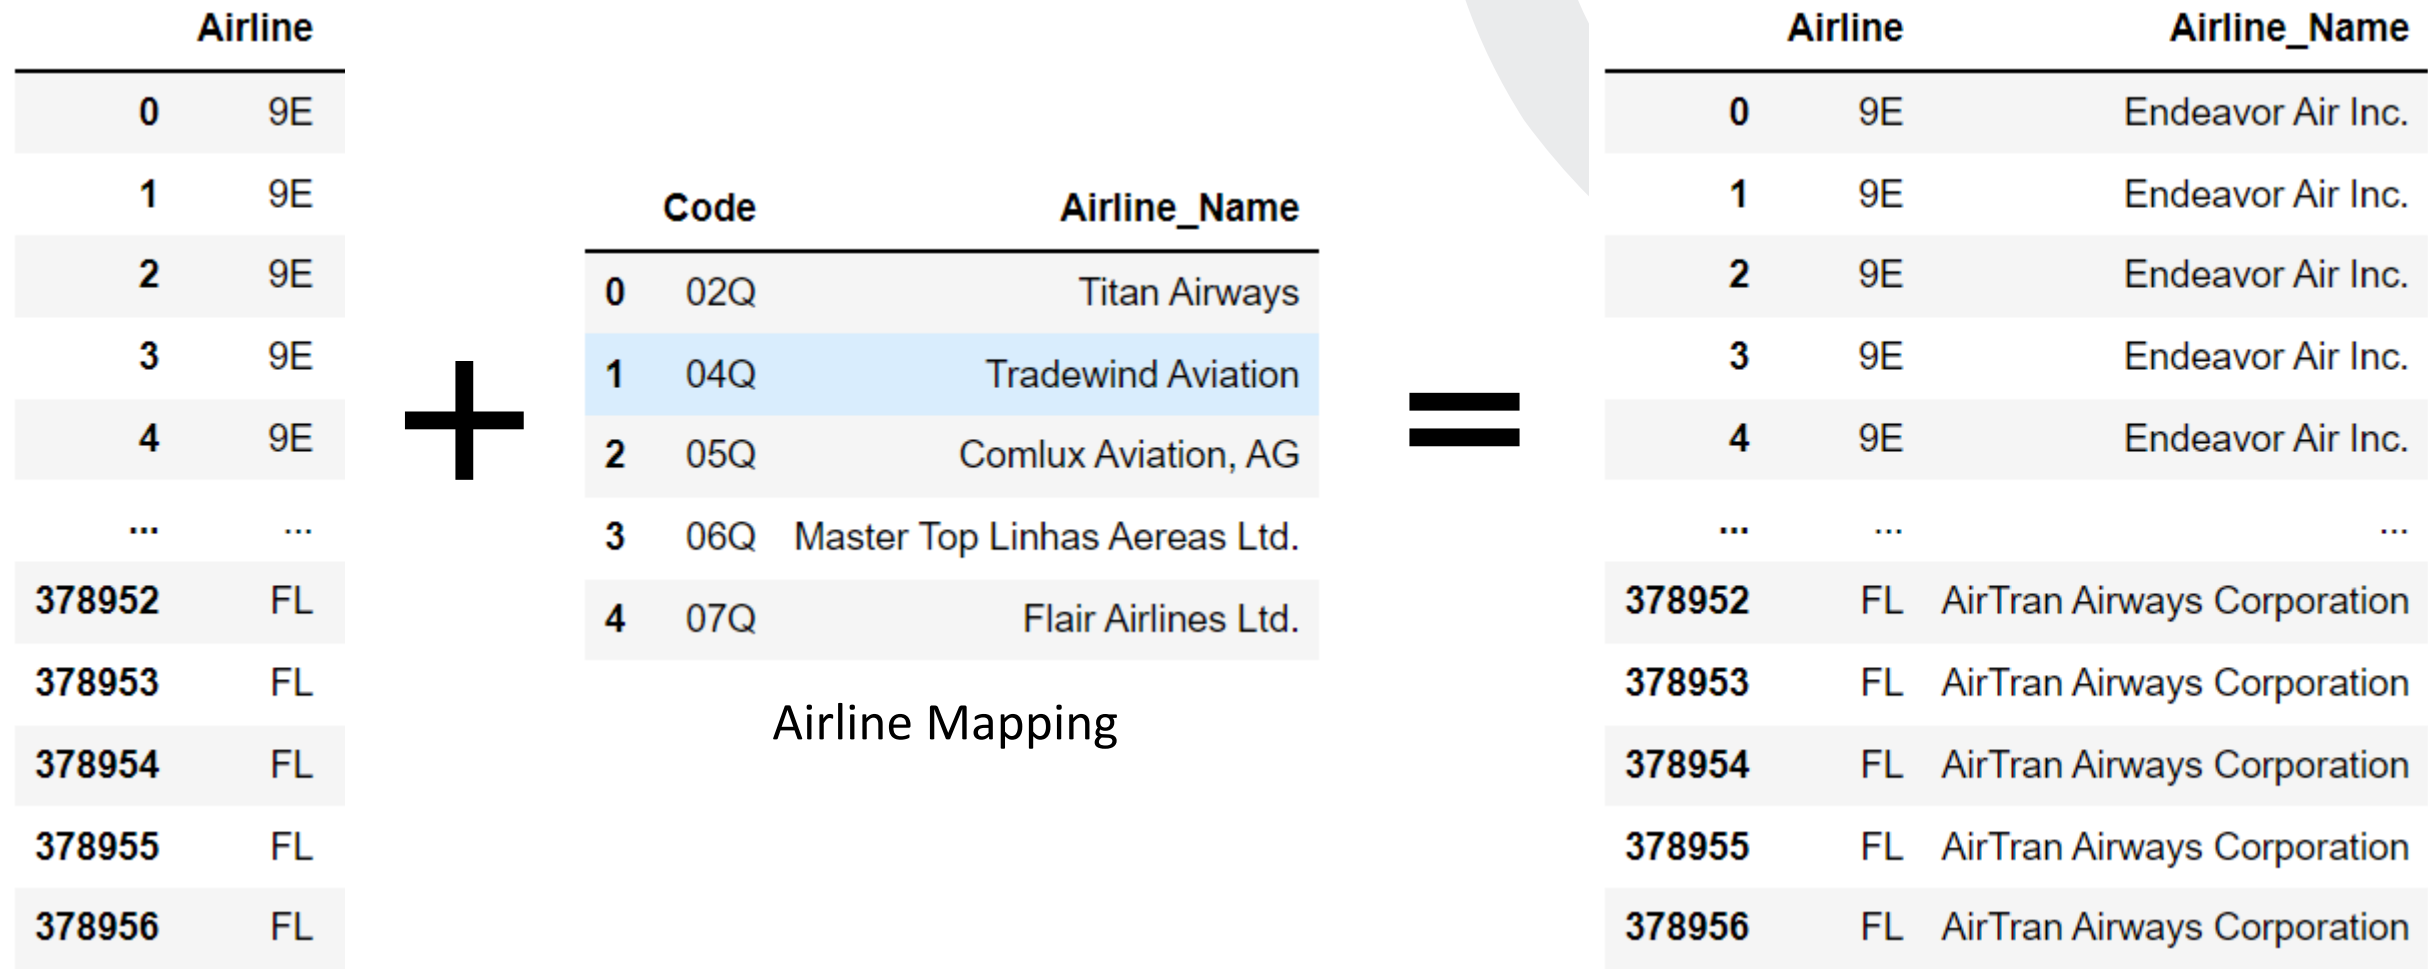 Airline
0 9E
1 9E
2 9E
3 9E
4 9E
... ...
378952 FL
378953 FL
378954 FL
378955 FL
378956 FL
+
Code Airline_Name
0 02Q Titan Airways
1 04Q Tradewind Aviation
2 05Q Comlux Aviation, AG
3 06Q Master Top Linhas Aereas Ltd.
4 07Q Flair Airlines Ltd.
Airline Mapping
=
Airline Airline_Name
0 9E Endeavor Air Inc.
1 9E Endeavor Air Inc.
2 9E Endeavor Air Inc.
3 9E Endeavor Air Inc.
4 9E Endeavor Air Inc.
... ... ...
378952 FL AirTran Airways Corporation
378953 FL AirTran Airways Corporation
378954 FL AirTran Airways Corporation
378955 FL AirTran Airways Corporation
378956 FL AirTran Airways Corporation